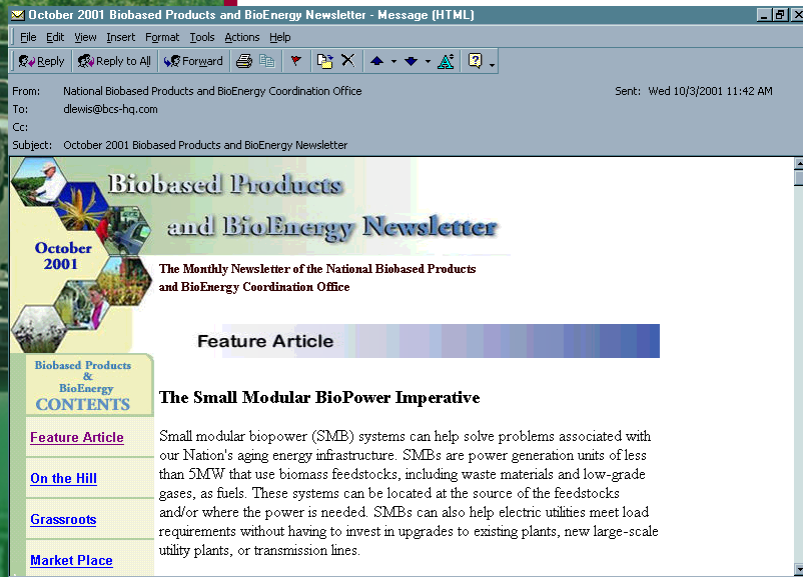 October 2001 Biobased Products and BioEnergy Newsletter - Message (HTML)
File Edit View Insert Format Tools Actions Help
Reply Reply to All Forward
From: National Biobased Products and BioEnergy Coordination Office Sent: Wed 10/3/2001 11:42 AM
To: dlewis@bcs-hq.com
Cc:
Subject: October 2001 Biobased Products and BioEnergy Newsletter
Biobased Products
and BioEnergy Newsletter
October
2001
The Monthly Newsletter of the National Biobased Products
and BioEnergy Coordination Office
Feature Article
Biobased Products
&
BioEnergy
CONTENTS
Feature Article
On the Hill
Grassroots
Market Place
The Small Modular BioPower Imperative
Small modular biopower (SMB) systems can help solve problems associated with
our Nation's aging energy infrastructure. SMBs are power generation units of less
than 5MW that use biomass feedstocks, including waste materials and low-grade
gases, as fuels. These systems can be located at the source of the feedstocks
and/or where the power is needed. SMBs can also help electric utilities meet load
requirements without having to invest in upgrades to existing plants, new large-scale
utility plants, or transmission lines.